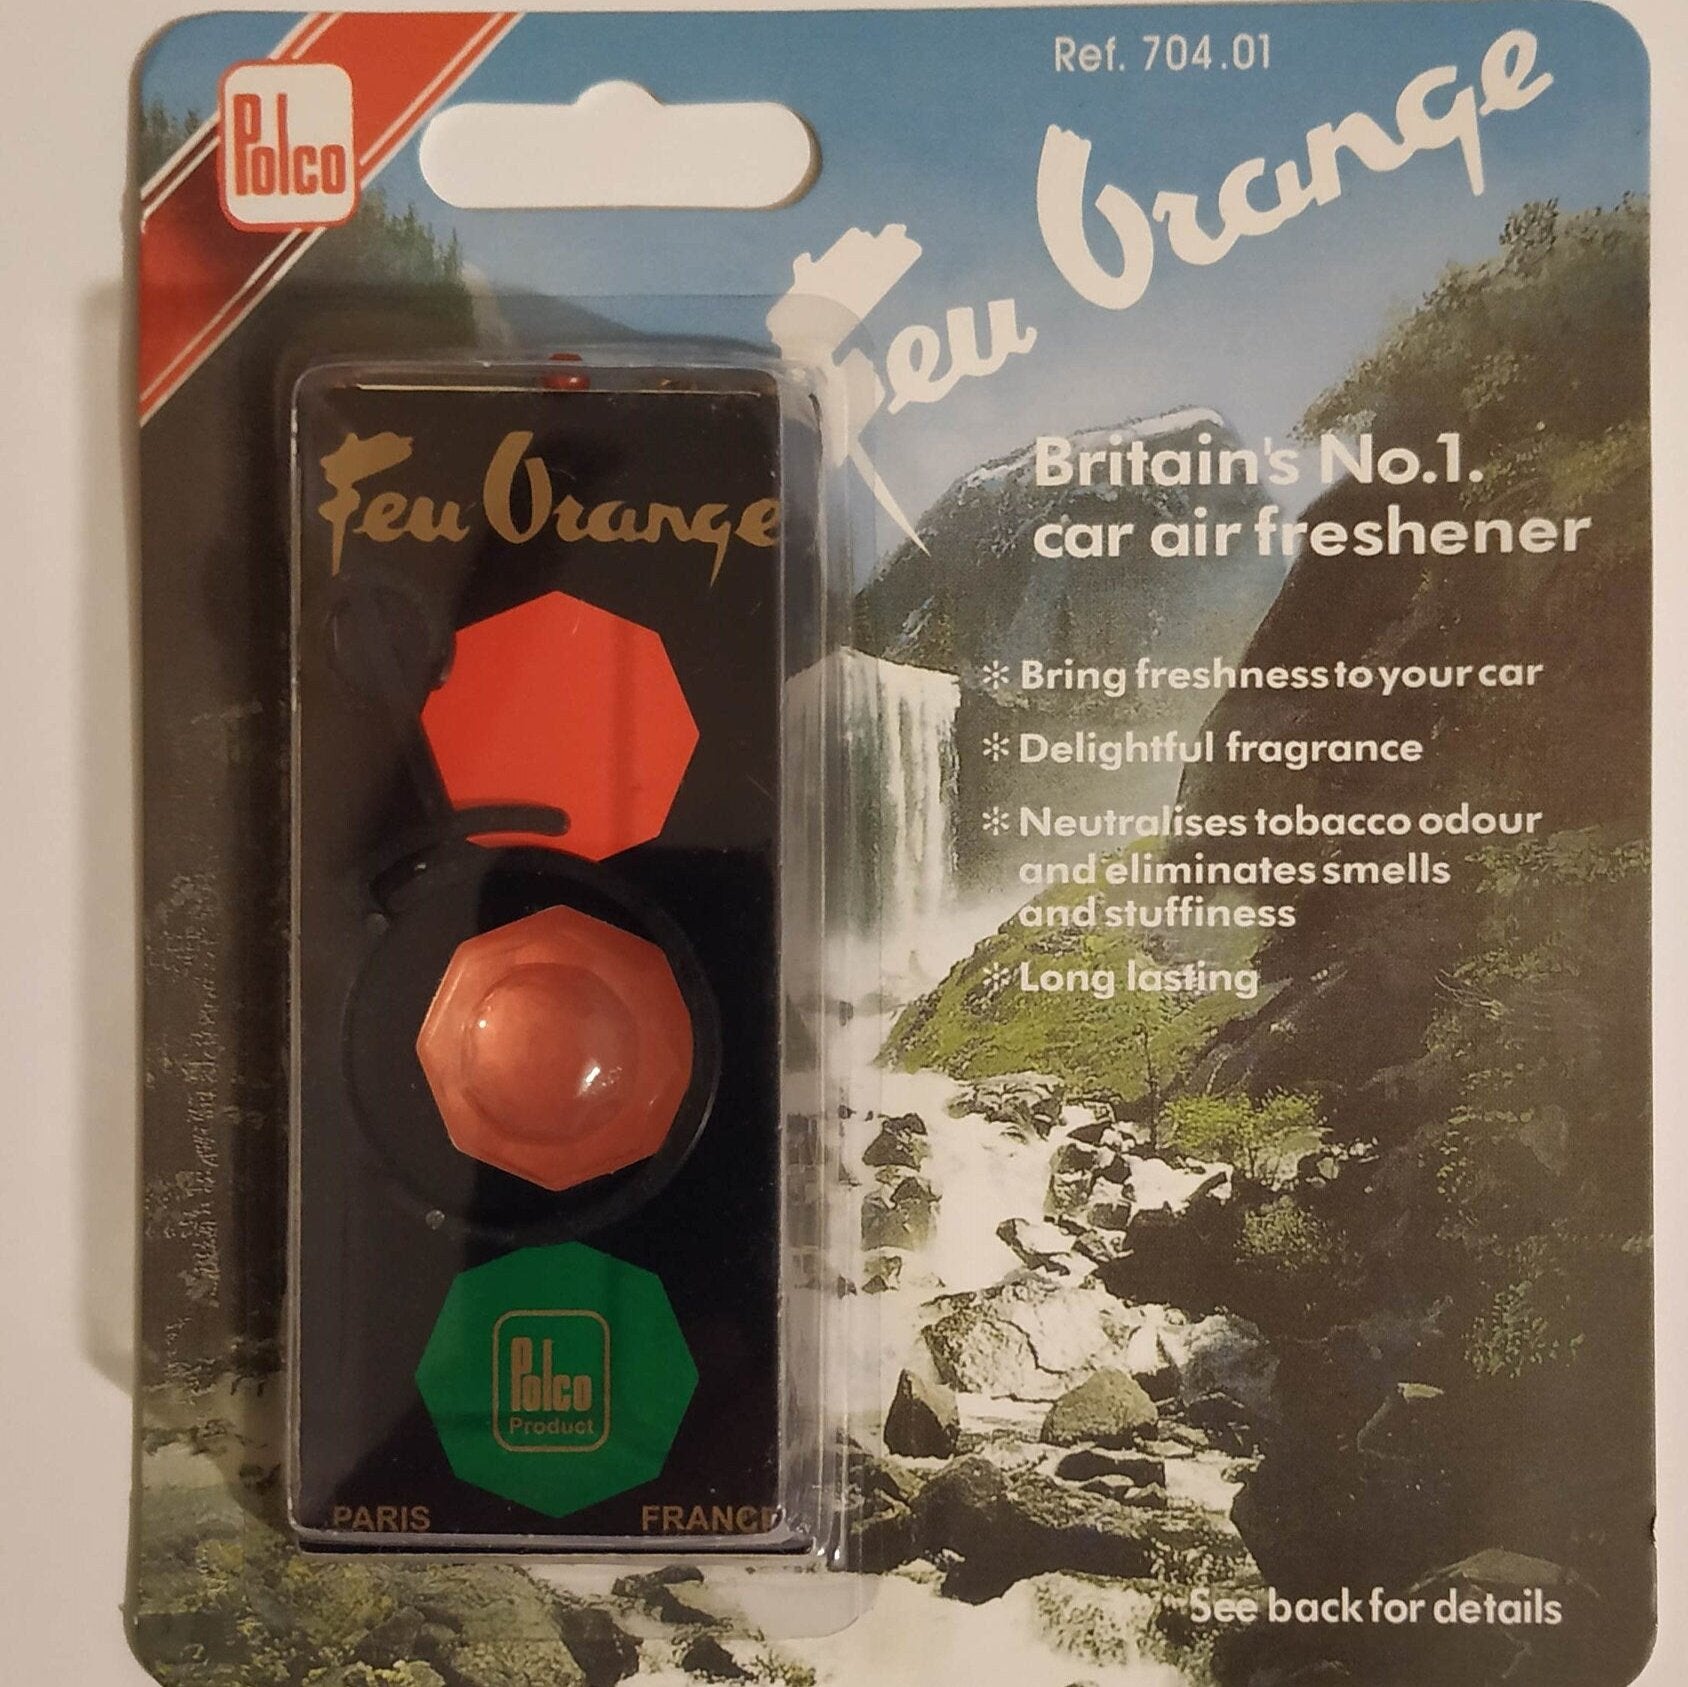 Polco
Ref. 704.01
Feu Orange
Britain's No.1.
car air freshener
* Bring freshness to your car
* Delightful fragrance
* Neutralises tobacco odour
and eliminates smells
and stuffiness
* Long lasting
See back for details
Feu Orange
Polco
Product
PARIS FRANCE